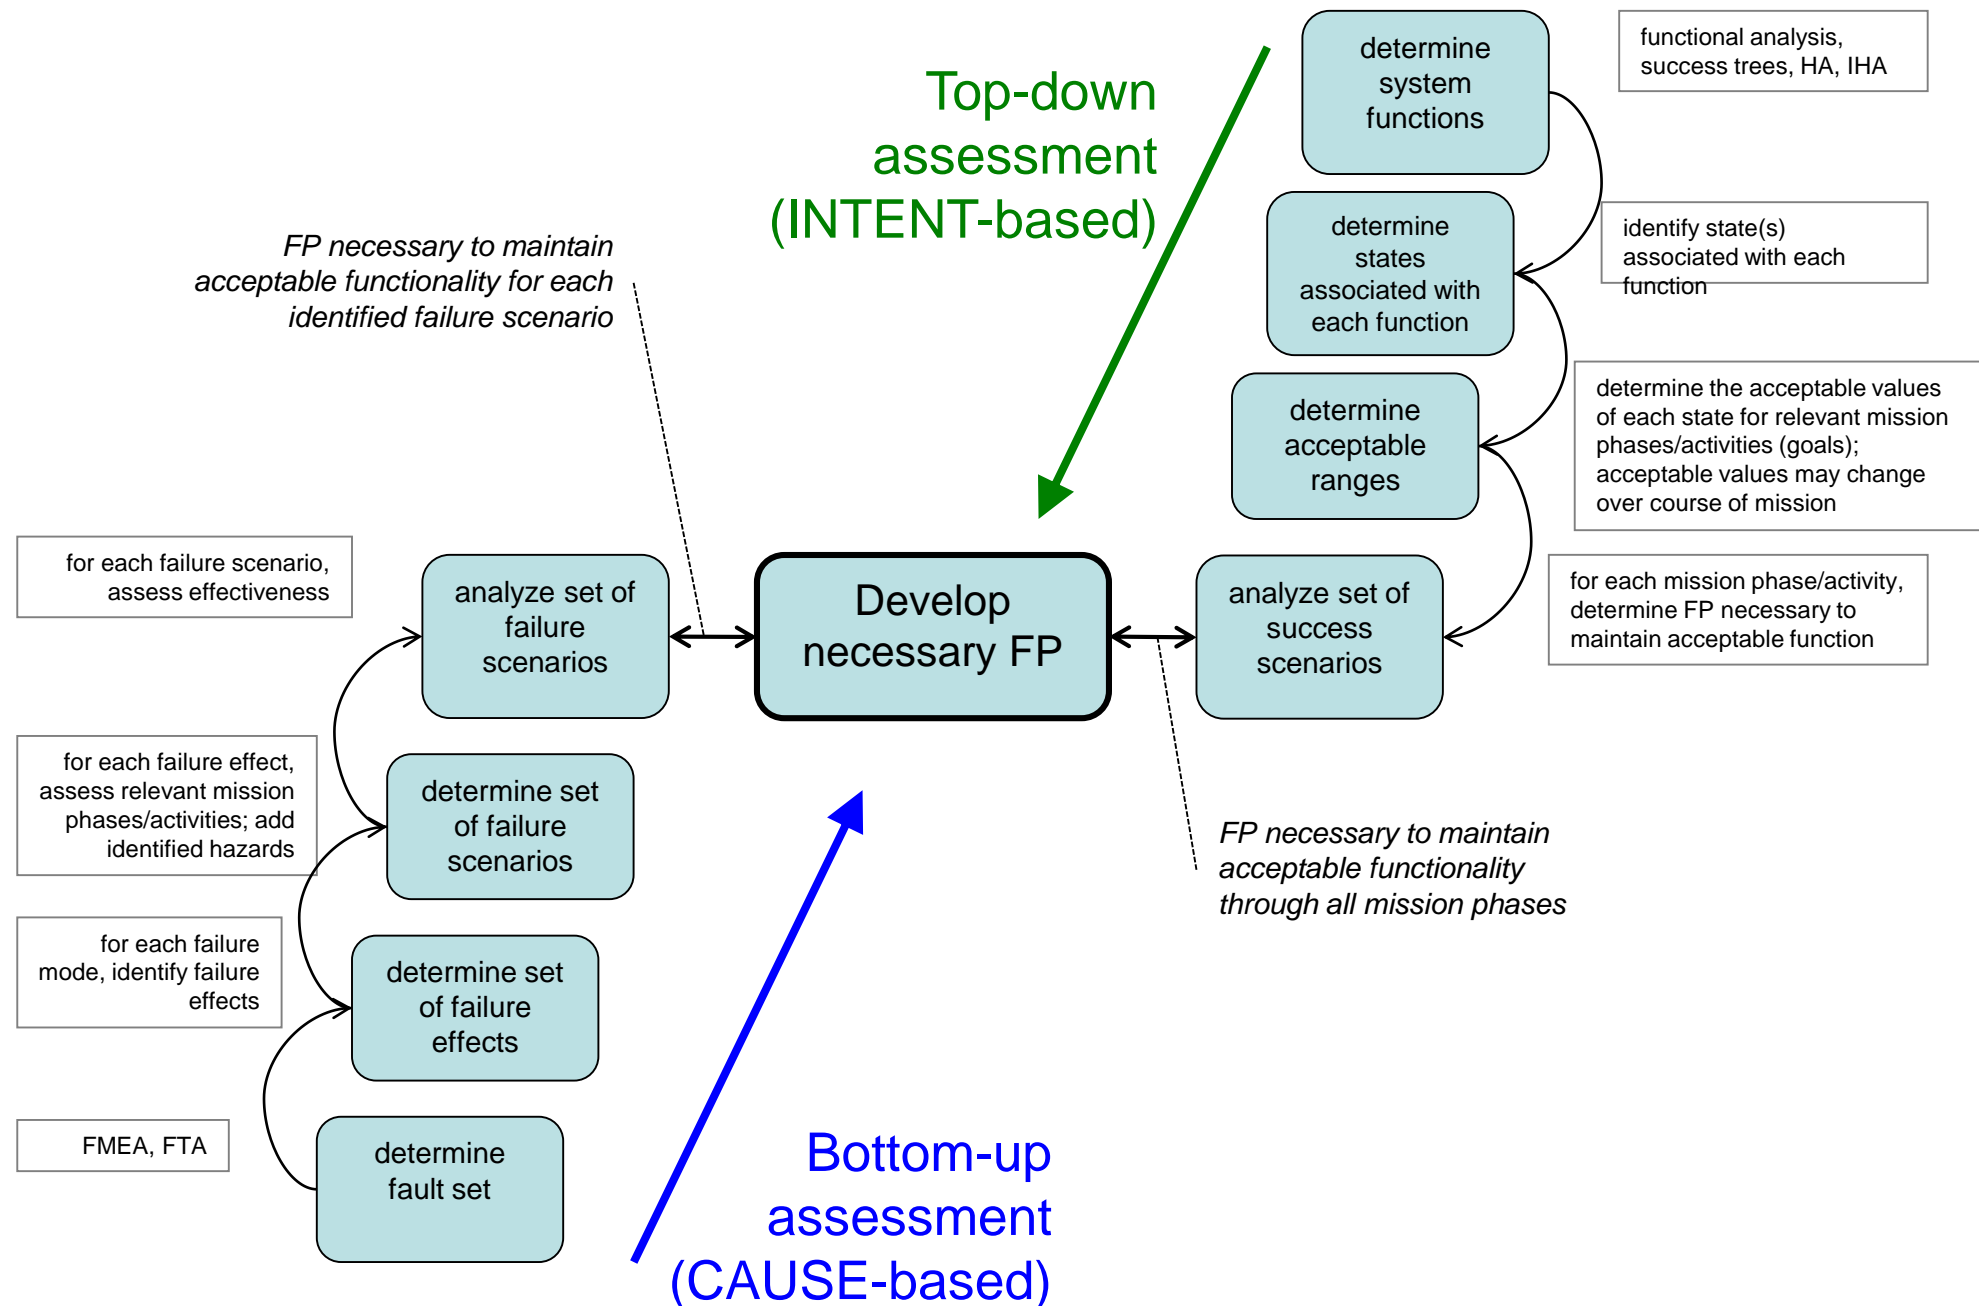 Top-down
assessment
(INTENT-based)
determine
system
functions
functional analysis,
success trees, HA, IHA
determine
states
associated with
each function
identify state(s)
associated with each
function
determine
acceptable
ranges
determine the acceptable values
of each state for relevant mission
phases/activities (goals);
acceptable values may change
over course of mission
FP necessary to maintain
acceptable functionality for each
identified failure scenario
for each failure scenario,
assess effectiveness
analyze set of
failure
scenarios
Develop
necessary FP
analyze set of
success
scenarios
for each mission phase/activity,
determine FP necessary to
maintain acceptable function
for each failure effect,
assess relevant mission
phases/activities; add
identified hazards
determine set
of failure
scenarios
FP necessary to maintain
acceptable functionality
through all mission phases
for each failure
mode, identify failure
effects
determine set
of failure
effects
FMEA, FTA
determine
fault set
Bottom-up
assessment
(CAUSE-based)